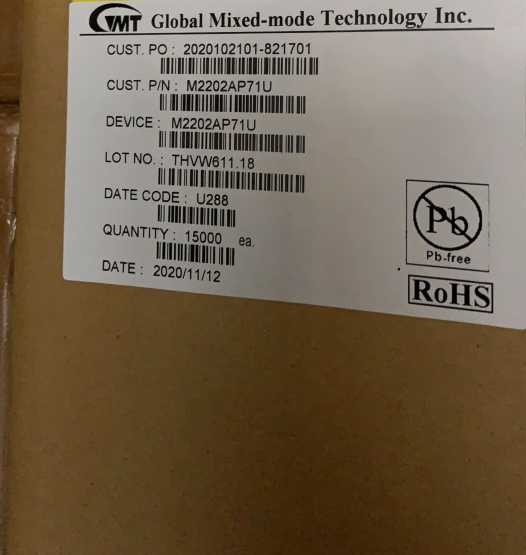 GMT Global Mixed-mode Technology Inc.
CUST. PO : 2020102101-821701
CUST. P/N : M2202AP71U
DEVICE : M2202AP71U
LOT NO. : THVW611.18
DATE CODE : U288
QUANTITY : 15000 ea.
DATE : 2020/11/12
Pb
Pb-free
RoHS